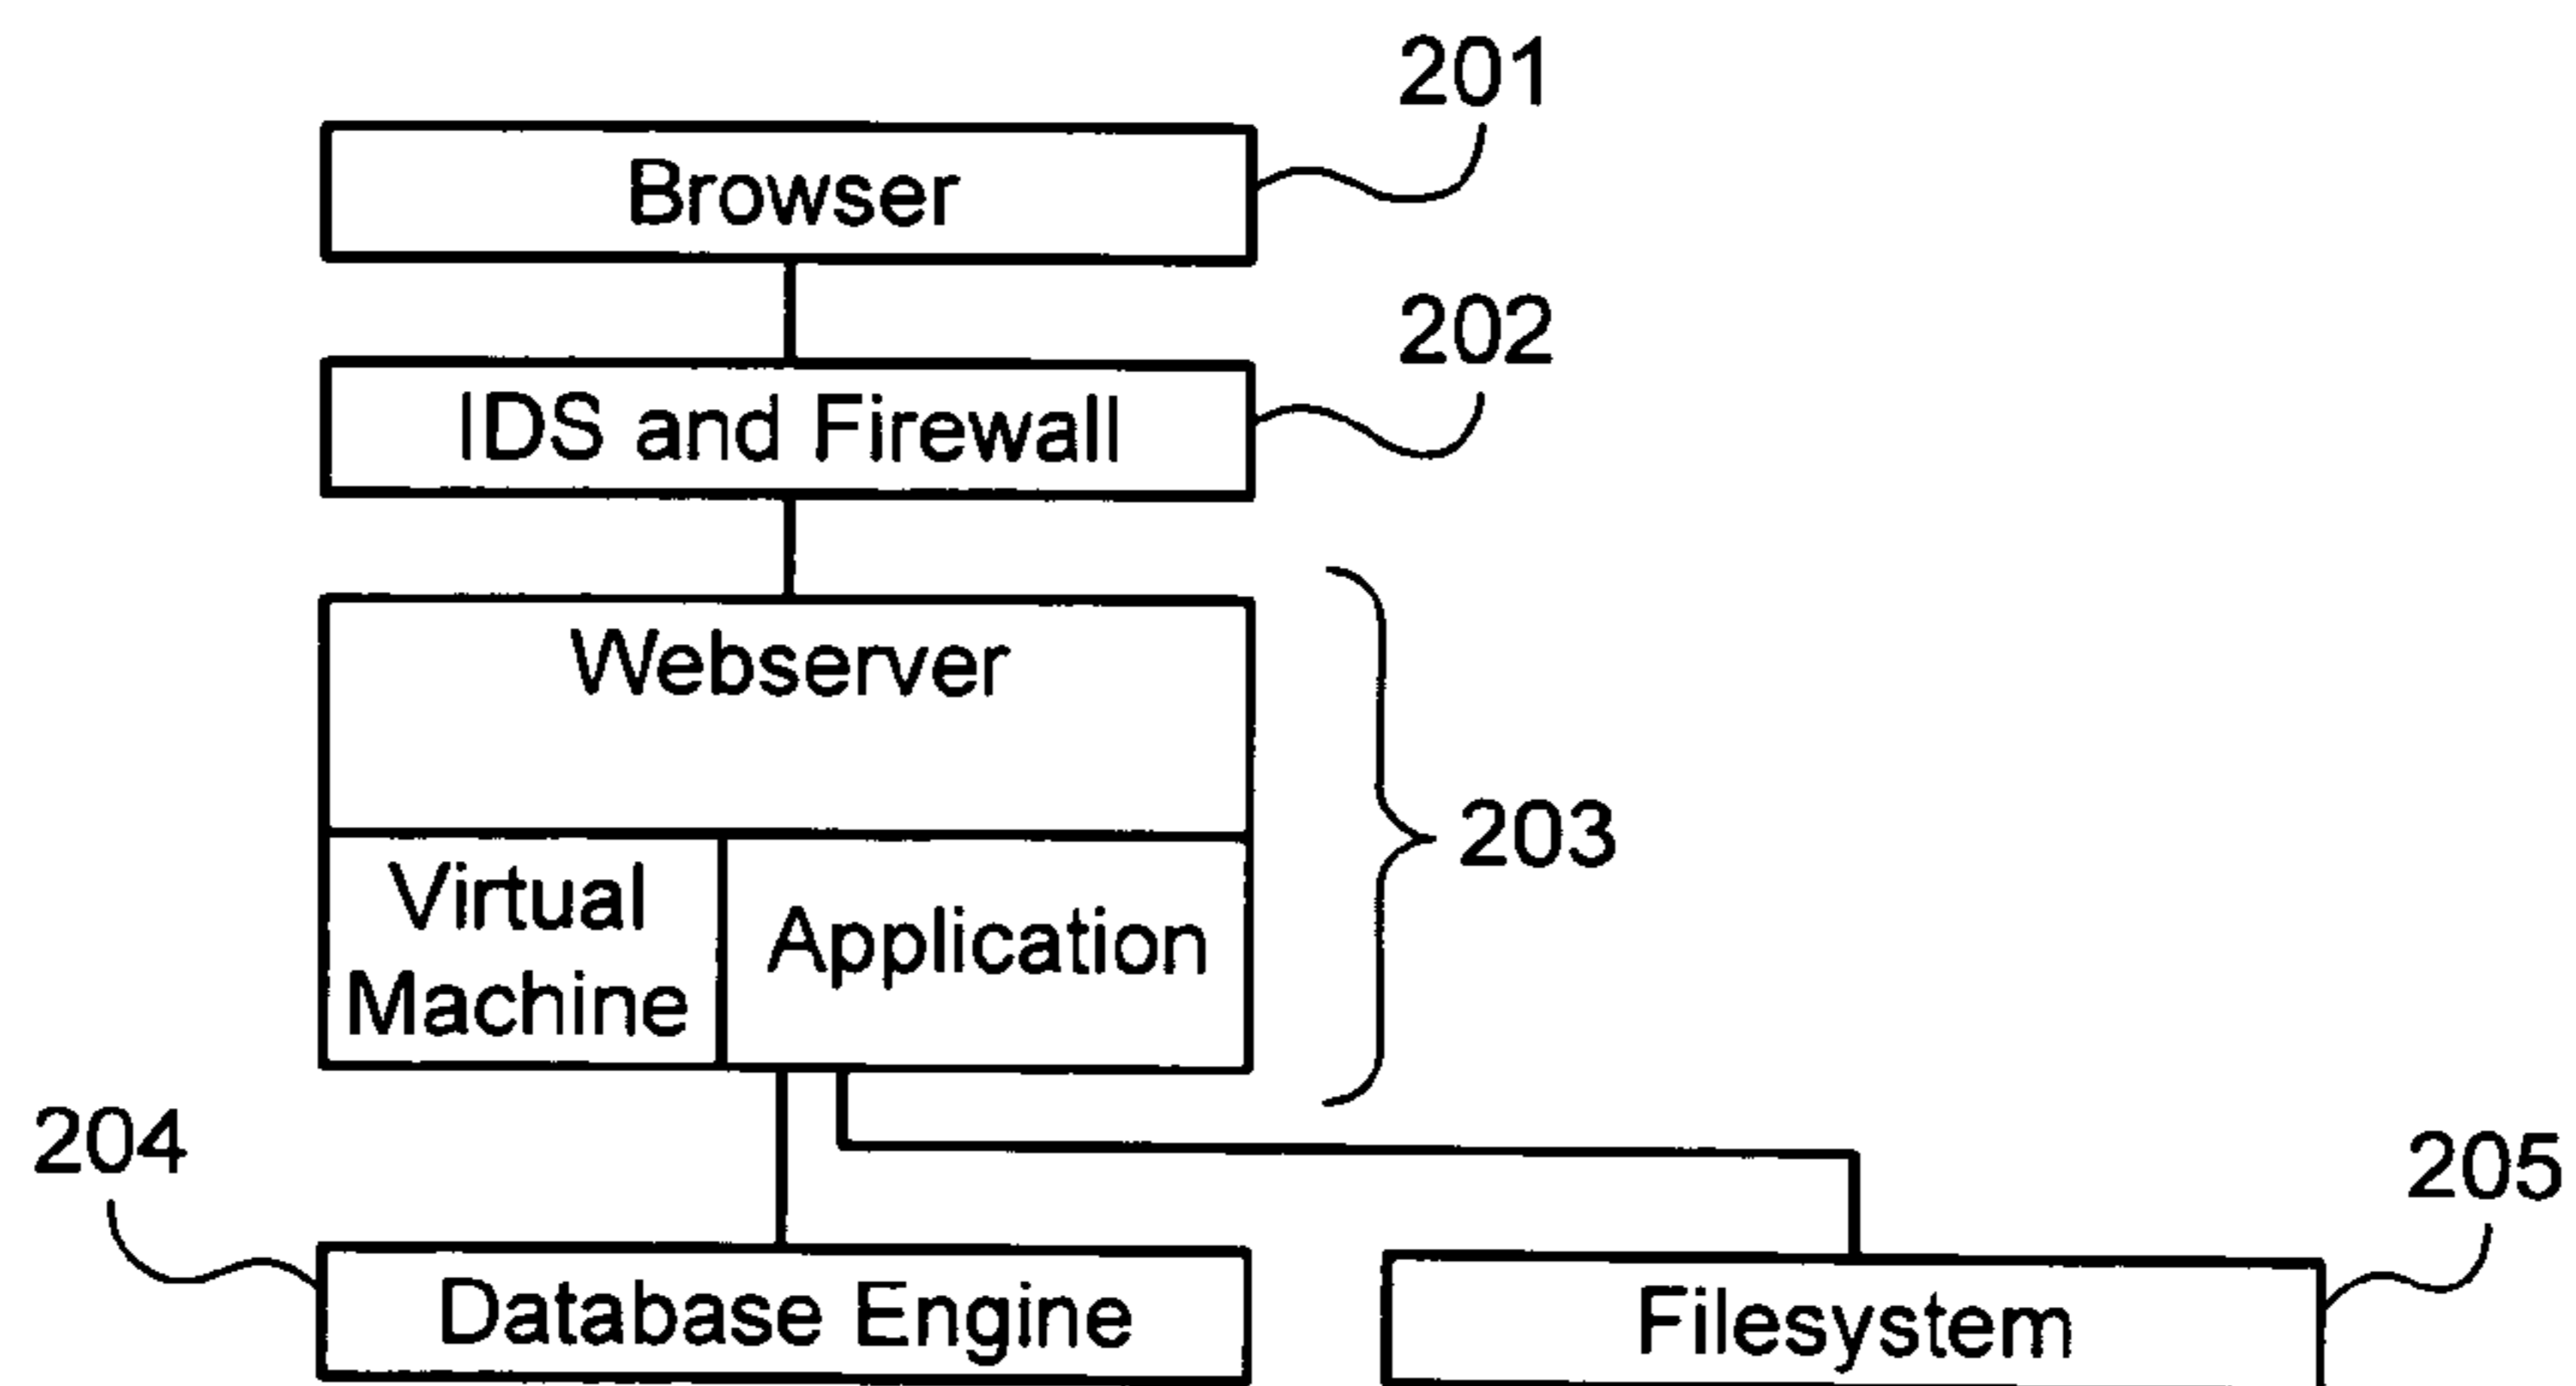 201
Browser
202
IDS and Firewall
Webserver
203
Virtual
Machine
Application
204
205
Database Engine
Filesystem